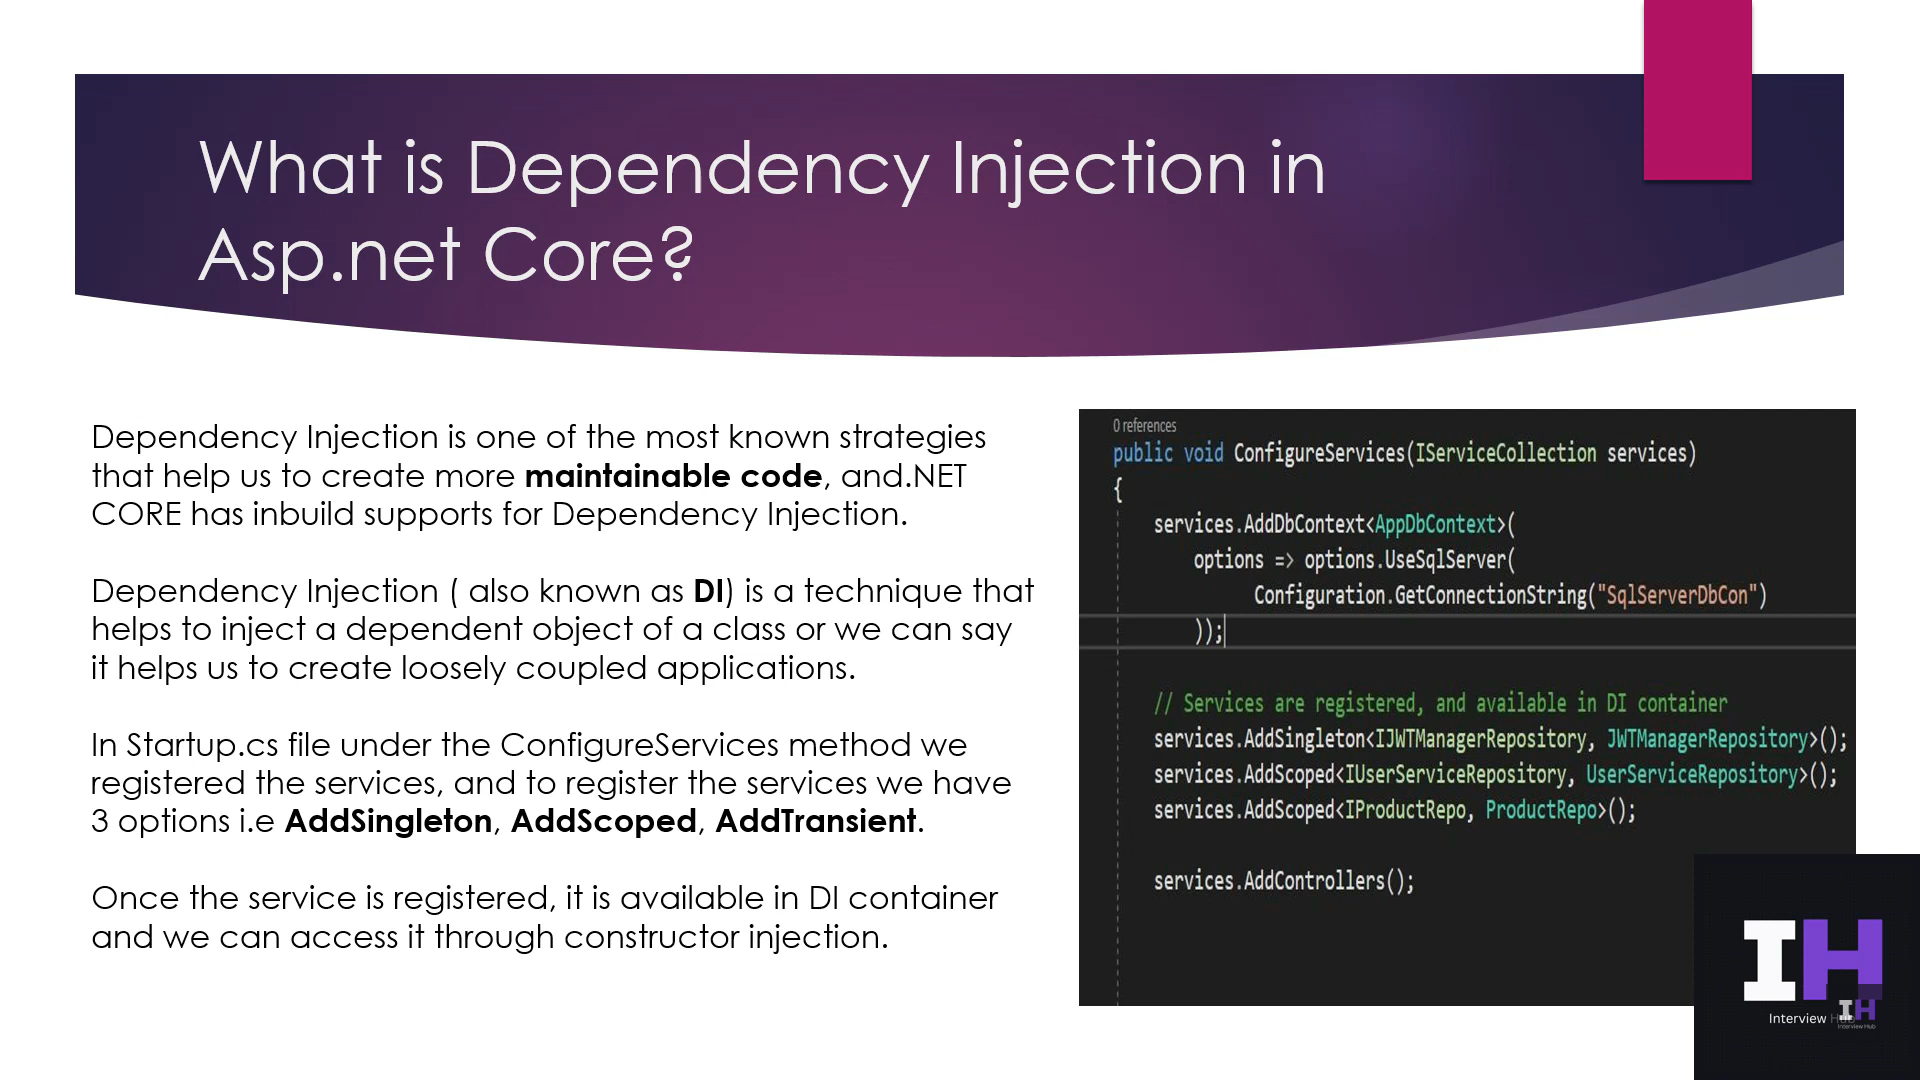 What is Dependency Injection in
Asp.net Core?
Dependency Injection is one of the most known strategies
that help us to create more maintainable code, and.NET
CORE has inbuild supports for Dependency Injection.
Dependency Injection ( also known as DI) is a technique that
helps to inject a dependent object of a class or we can say
it helps us to create loosely coupled applications.
In Startup.cs file under the ConfigureServices method we
registered the services, and to register the services we have
3 options i.e AddSingleton, AddScoped, AddTransient.
Once the service is registered, it is available in DI container
and we can access it through constructor injection.
0 references
public void ConfigureServices(IServiceCollection services)
{
services.AddDbContext<AppDbContext>(
options => options.UseSqlServer(
Configuration.GetConnectionString("SqlServerDbCon")
));
// Services are registered, and available in DI container
services.AddSingleton<IJWTManagerRepository, JWTManagerRepository>();
services.AddScoped<IUserServiceRepository, UserServiceRepository>();
services.AddScoped<IProductRepo, ProductRepo>();
services.AddControllers();
IH
Interview Hub
IH
Interview Hub